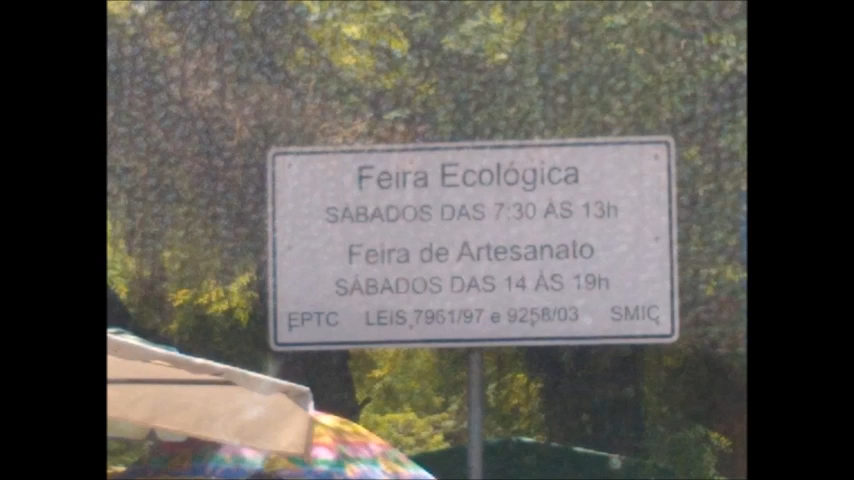 Feira Ecológica
SÁBADOS DAS 7:30 ÀS 13h
Feira de Artesanato
SÁBADOS DAS 14 ÀS 19h
EPTC LEIS 7961/97 e 9258/03 SMIC